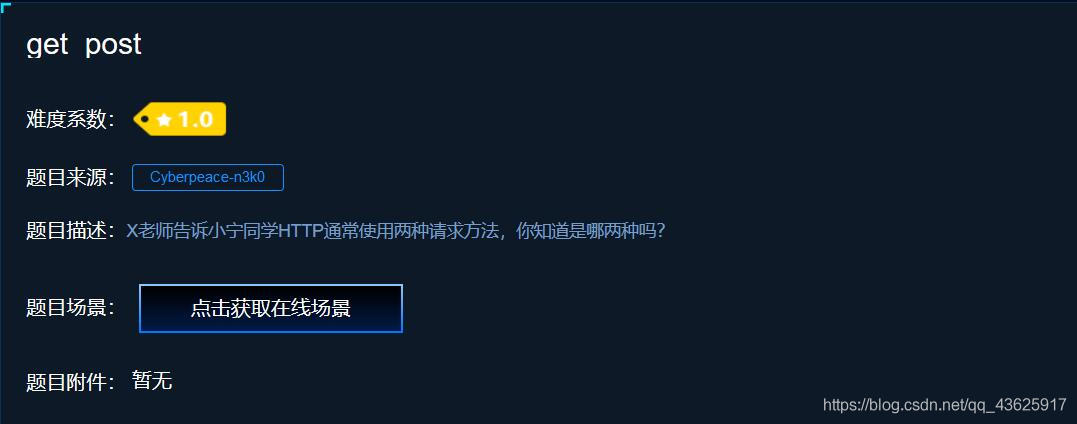 get post
难度系数： 1.0
题目来源： Cyberpeace-n3k0
题目描述：X老师告诉小宁同学HTTP通常使用两种请求方法，你知道是哪两种吗？
题目场景： 点击获取在线场景
题目附件： 暂无
https://blog.csdn.net/qq_43625917